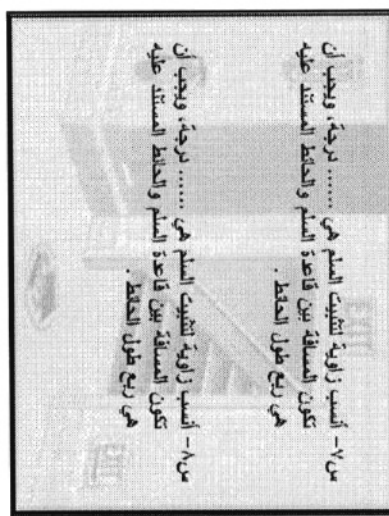 س٧- أنسب زاوية لتثبيت السلم هي ...... درجة، ويجب أن
تكون المسافة بين قاعدة السلم والحائط المستند عليه
هي ربع طول الحائط .
س٨- أنسب زاوية لتثبيت السلم هي ...... درجة، ويجب أن
تكون المسافة بين قاعدة السلم والحائط المستند عليه
هي ربع طول الحائط .
EXIT